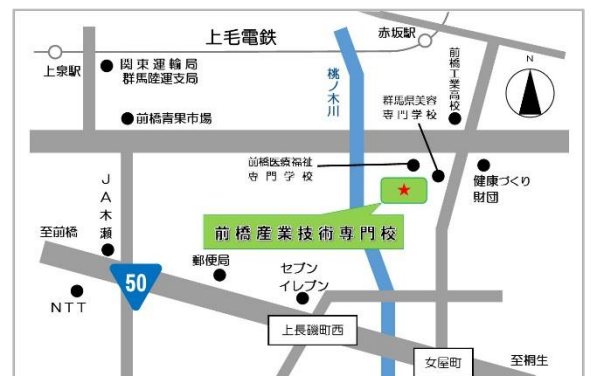 上毛電鉄
赤坂駅
上泉駅
関東運輸局
群馬陸運支局
前橋青果市場
桃ノ木川
前橋工業高校
N
群馬県美容
専門学校
前橋医療福祉
専門学校
健康づくり
財団
JA木瀬
至前橋
前橋産業技術専門校
郵便局
セブン
イレブン
50
NTT
上長磯町西
女屋町
至桐生